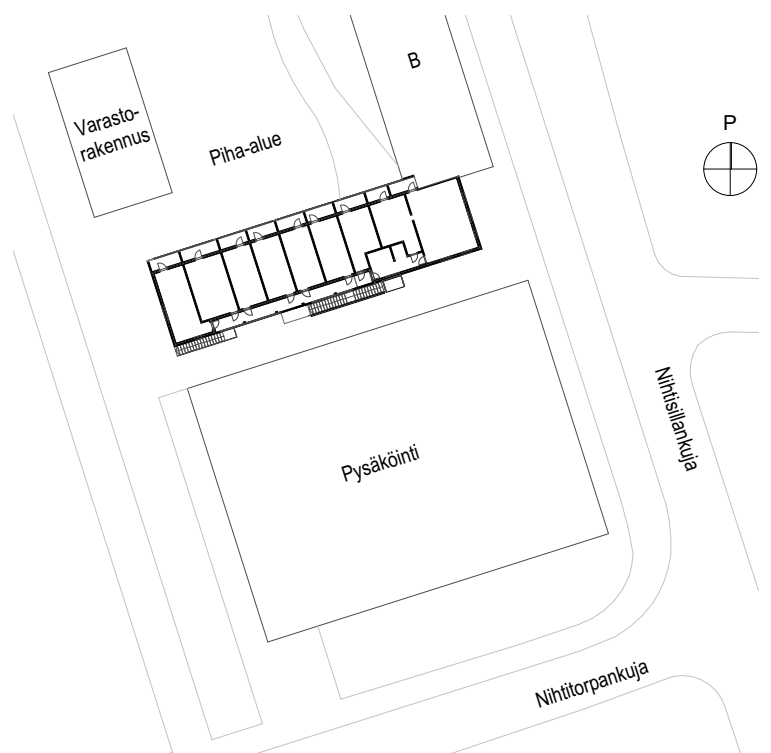 B
Varasto-
rakennus
Piha-alue
P
Nihtisillankuja
Pysäköinti
Nihtitorpankuja